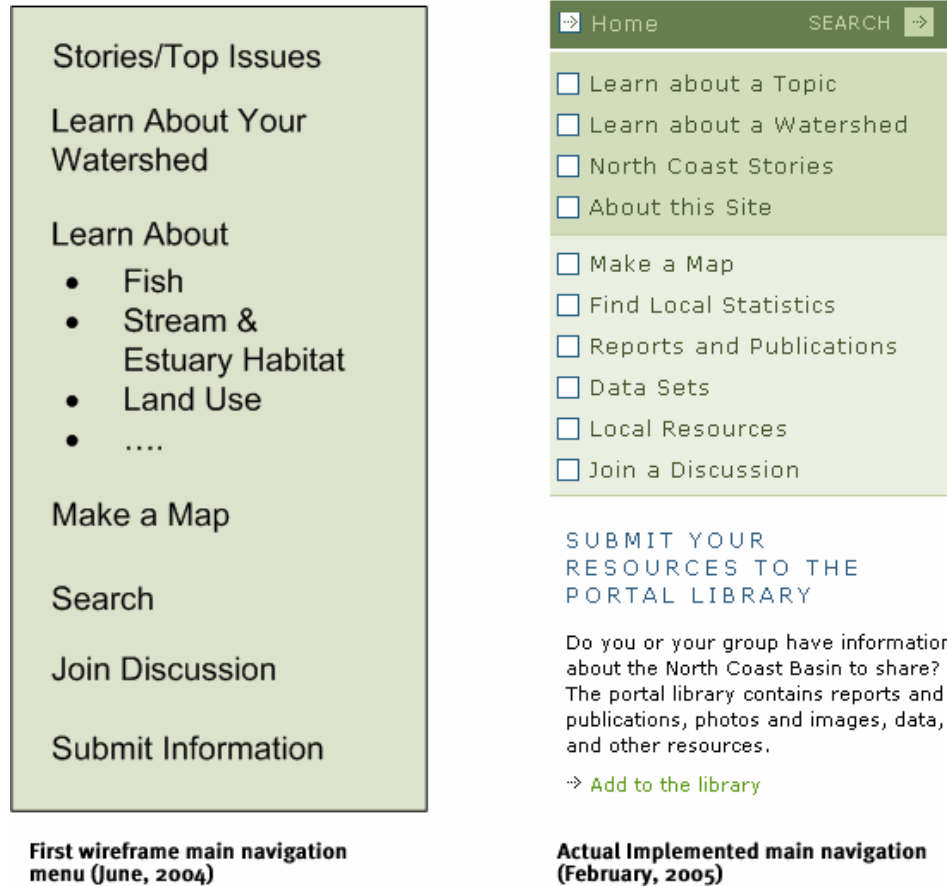 Stories/Top Issues
Learn About Your
Watershed
Learn About
• Fish
• Stream &
Estuary Habitat
• Land Use
• ....
Make a Map
Search
Join Discussion
Submit Information
First wireframe main navigation
menu (June, 2004)
Home SEARCH
Learn about a Topic
Learn about a Watershed
North Coast Stories
About this Site
Make a Map
Find Local Statistics
Reports and Publications
Data Sets
Local Resources
Join a Discussion
SUBMIT YOUR
RESOURCES TO THE
PORTAL LIBRARY
Do you or your group have information
about the North Coast Basin to share?
The portal library contains reports and
publications, photos and images, data,
and other resources.
Add to the library
Actual Implemented main navigation
(February, 2005)